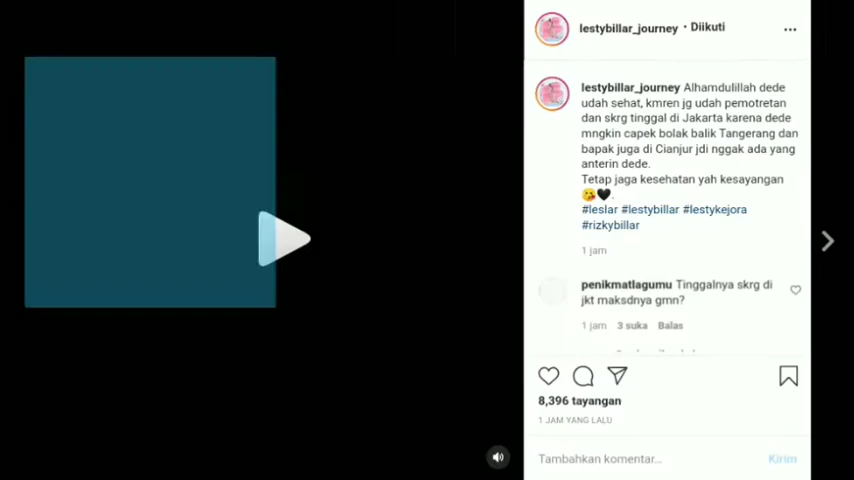 lestybillar_journey • Diikuti
lestybillar_journey Alhamdulillah dede
udah sehat, kmren jg udah pemotretan
dan skrg tinggal di Jakarta karena dede
mngkin capek bolak balik Tangerang dan
bapak juga di Cianjur jdi nggak ada yang
anterin dede.
Tetap jaga kesehatan yah kesayangan
😘🖤.
#leslar #lestybillar #lestykejora
#rizkybillar
1 jam
penikmatlagumu Tinggalnya skrg di
jkt maksdnya gmn?
1 jam 3 suka Balas
8,396 tayangan
1 JAM YANG LALU
Tambahkan komentar... Kirim